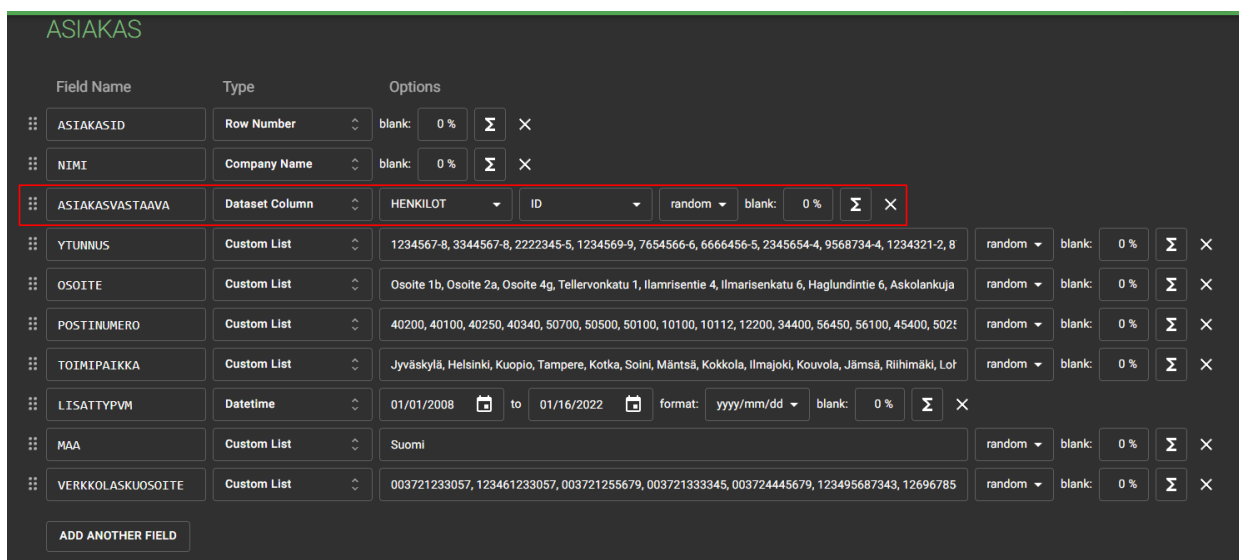 ASIAKAS
Field Name Type Options
ASIAKASID Row Number blank: 0 % Σ ×
NIMI Company Name blank: 0 % Σ ×
ASIAKASVASTAAVA Dataset Column HENKILOT ID random blank: 0 % Σ ×
YTUNNUS Custom List 1234567-8, 3344567-8, 2222345-5, 1234569-9, 7654566-6, 6666456-5, 2345654-4, 9568734-4, 1234321-2, 8 random blank: 0 % Σ ×
OSOITE Custom List Osoite 1b, Osoite 2a, Osoite 4g, Tellervonkatu 1, Ilamrisentie 4, Ilmarisenkatu 6, Haglundintie 6, Askolankuja random blank: 0 % Σ ×
POSTINUMERO Custom List 40200, 40100, 40250, 40340, 50700, 50500, 50100, 10100, 10112, 12200, 34400, 56450, 56100, 45400, 5025 random blank: 0 % Σ ×
TOIMIPAIKKA Custom List Jyväskylä, Helsinki, Kuopio, Tampere, Kotka, Soini, Mäntsä, Kokkola, Ilmajoki, Kouvola, Jämsä, Riihimäki, Loh random blank: 0 % Σ ×
LISATTYPVM Datetime 01/01/2008 to 01/16/2022 format: yyyy/mm/dd blank: 0 % Σ ×
MAA Custom List Suomi random blank: 0 % Σ ×
VERKKOLASKUOSOITE Custom List 003721233057, 123461233057, 003721255679, 003721333345, 003724445679, 123495687343, 12696785 random blank: 0 % Σ ×
ADD ANOTHER FIELD